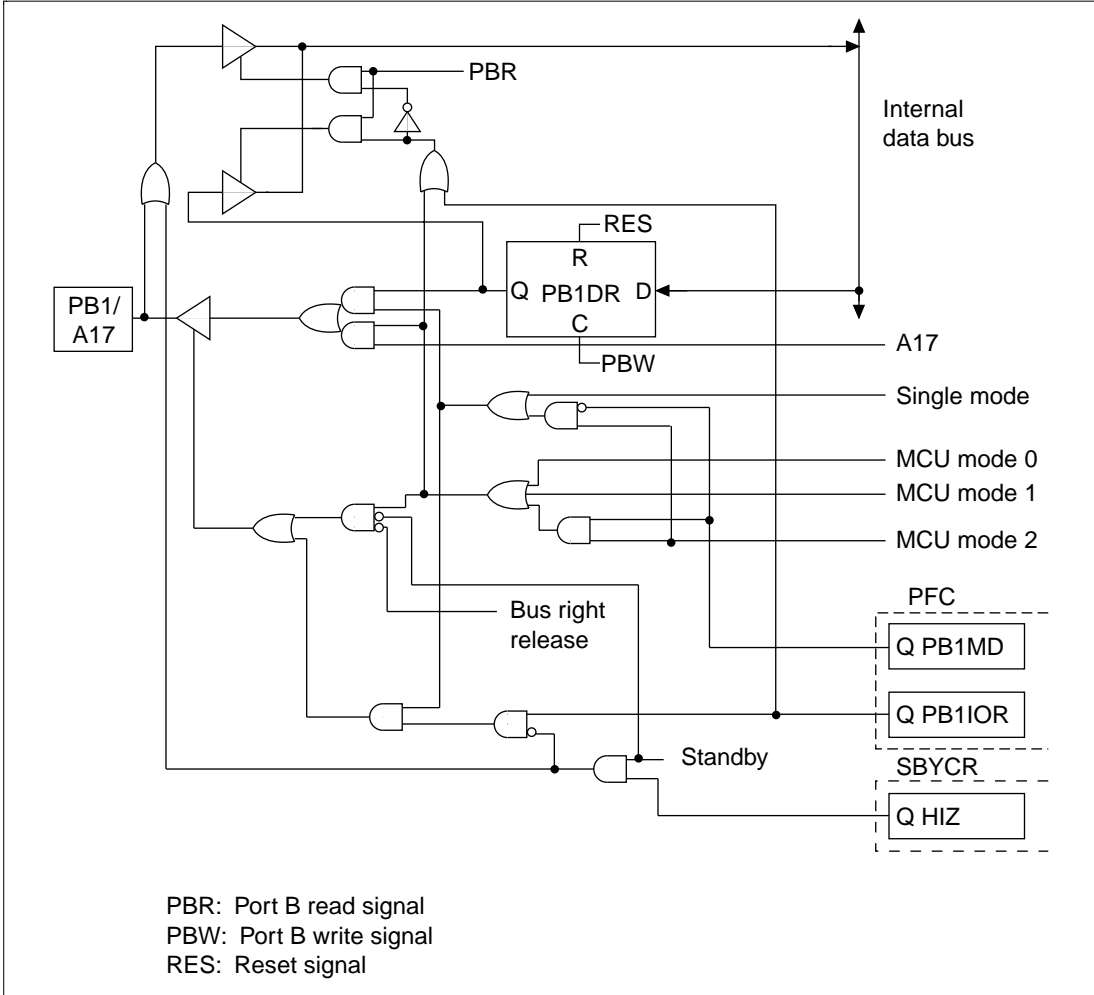 PBR
Internal
data bus
RES
R
Q PB1DR D
C
PBW
PB1/
A17
A17
Single mode
MCU mode 0
MCU mode 1
MCU mode 2
Bus right
release
PFC
Q PB1MD
Q PB1IOR
Standby
SBYCR
Q HIZ
PBR: Port B read signal
PBW: Port B write signal
RES: Reset signal